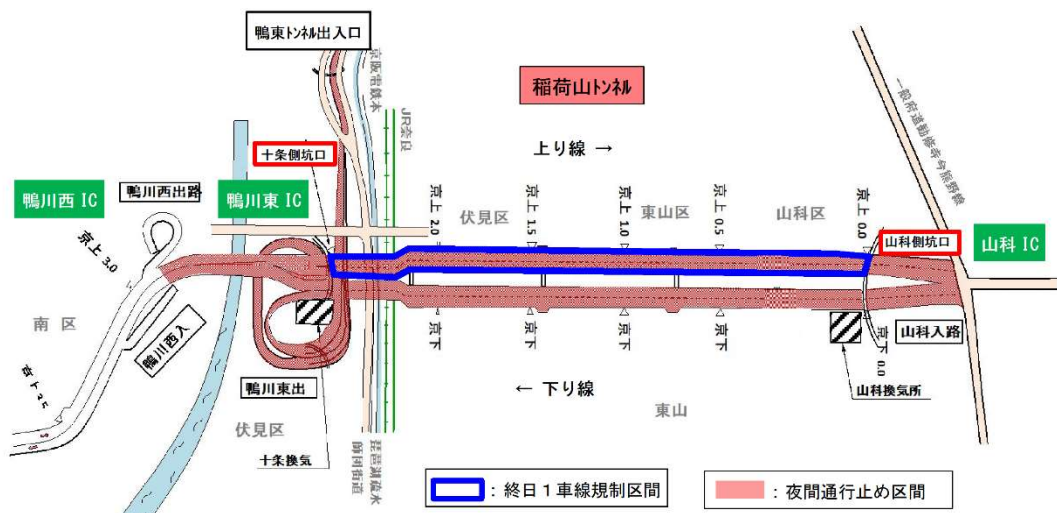 鴨東トンネル出入口
京阪電鉄本
JR奈良
稲荷山トンネル
一般府道勧修寺今熊野線
十条側坑口
上り線 →
鴨川西 IC
鴨川西出路
鴨川東 IC
京上 3.0
京上 2.0
伏見区
京上 1.5
京上 1.0
東山区
京上 0.5
山科区
京上 0.0
山科側坑口
山科 IC
南 区
鴨川西入
京下
京下
京下
京下
京下 0.0
山科入路
鴨川東出
← 下り線
山科換気所
東山
伏見区
十条換気
師団街道
琵琶湖疏水
:終日1車線規制区間
:夜間通行止め区間